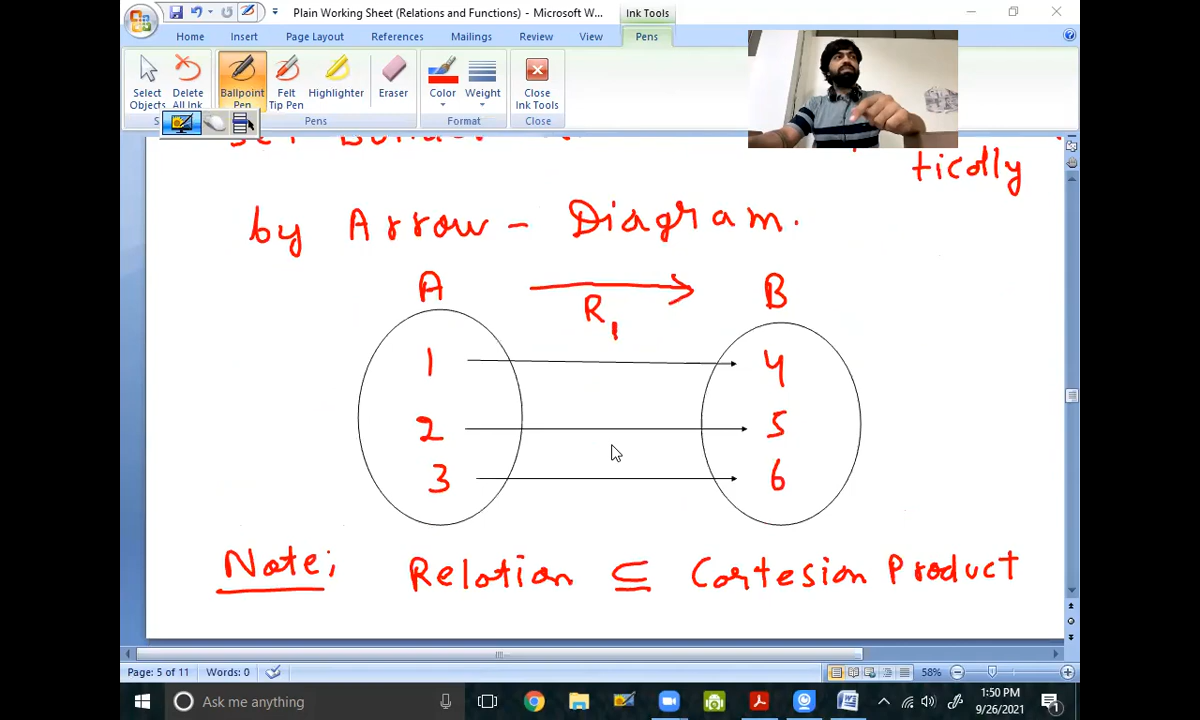 Plain Working Sheet (Relations and Functions) - Microsoft W...
Ink Tools
Home Insert Page Layout References Mailings Review View Pens
Select Objects
Delete All Ink
Ballpoint Pen
Felt Tip Pen
Highlighter
Eraser
Color
Weight
Close Ink Tools
Pens Format Close
tically
by Arrow - Diagram.
A R1 B
1 4
2 5
3 6
Note; Relation ⊆ Cartesian Product
Page: 5 of 11 Words: 0 58%
Ask me anything
1:50 PM
9/26/2021
1